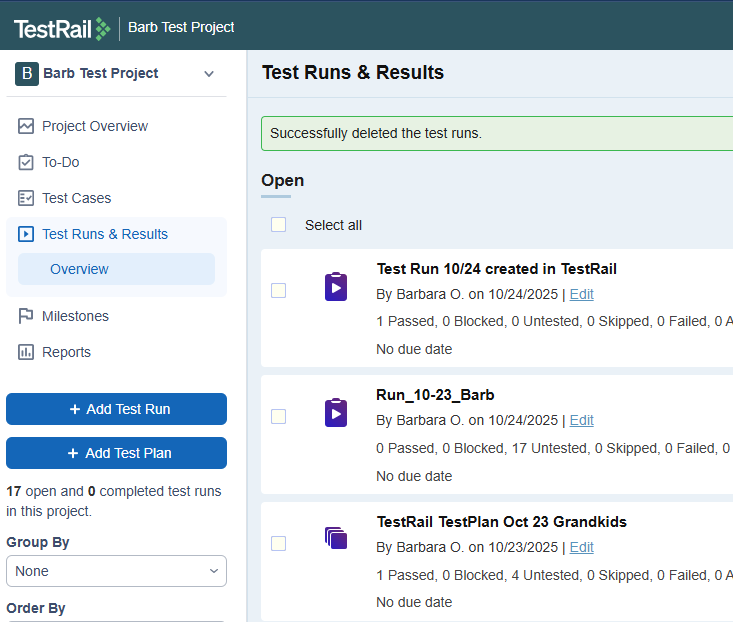 TestRail Barb Test Project
B Barb Test Project
Project Overview
To-Do
Test Cases
Test Runs & Results
Overview
Milestones
Reports
+ Add Test Run
+ Add Test Plan
17 open and 0 completed test runs
in this project.
Group By
None
Order By
Test Runs & Results
Successfully deleted the test runs.
Open
Select all
Test Run 10/24 created in TestRail
By Barbara O. on 10/24/2025 | Edit
1 Passed, 0 Blocked, 0 Untested, 0 Skipped, 0 Failed, 0 A
No due date
Run_10-23_Barb
By Barbara O. on 10/24/2025 | Edit
0 Passed, 0 Blocked, 17 Untested, 0 Skipped, 0 Failed, 0
No due date
TestRail TestPlan Oct 23 Grandkids
By Barbara O. on 10/23/2025 | Edit
1 Passed, 0 Blocked, 4 Untested, 0 Skipped, 0 Failed, 0 A
No due date